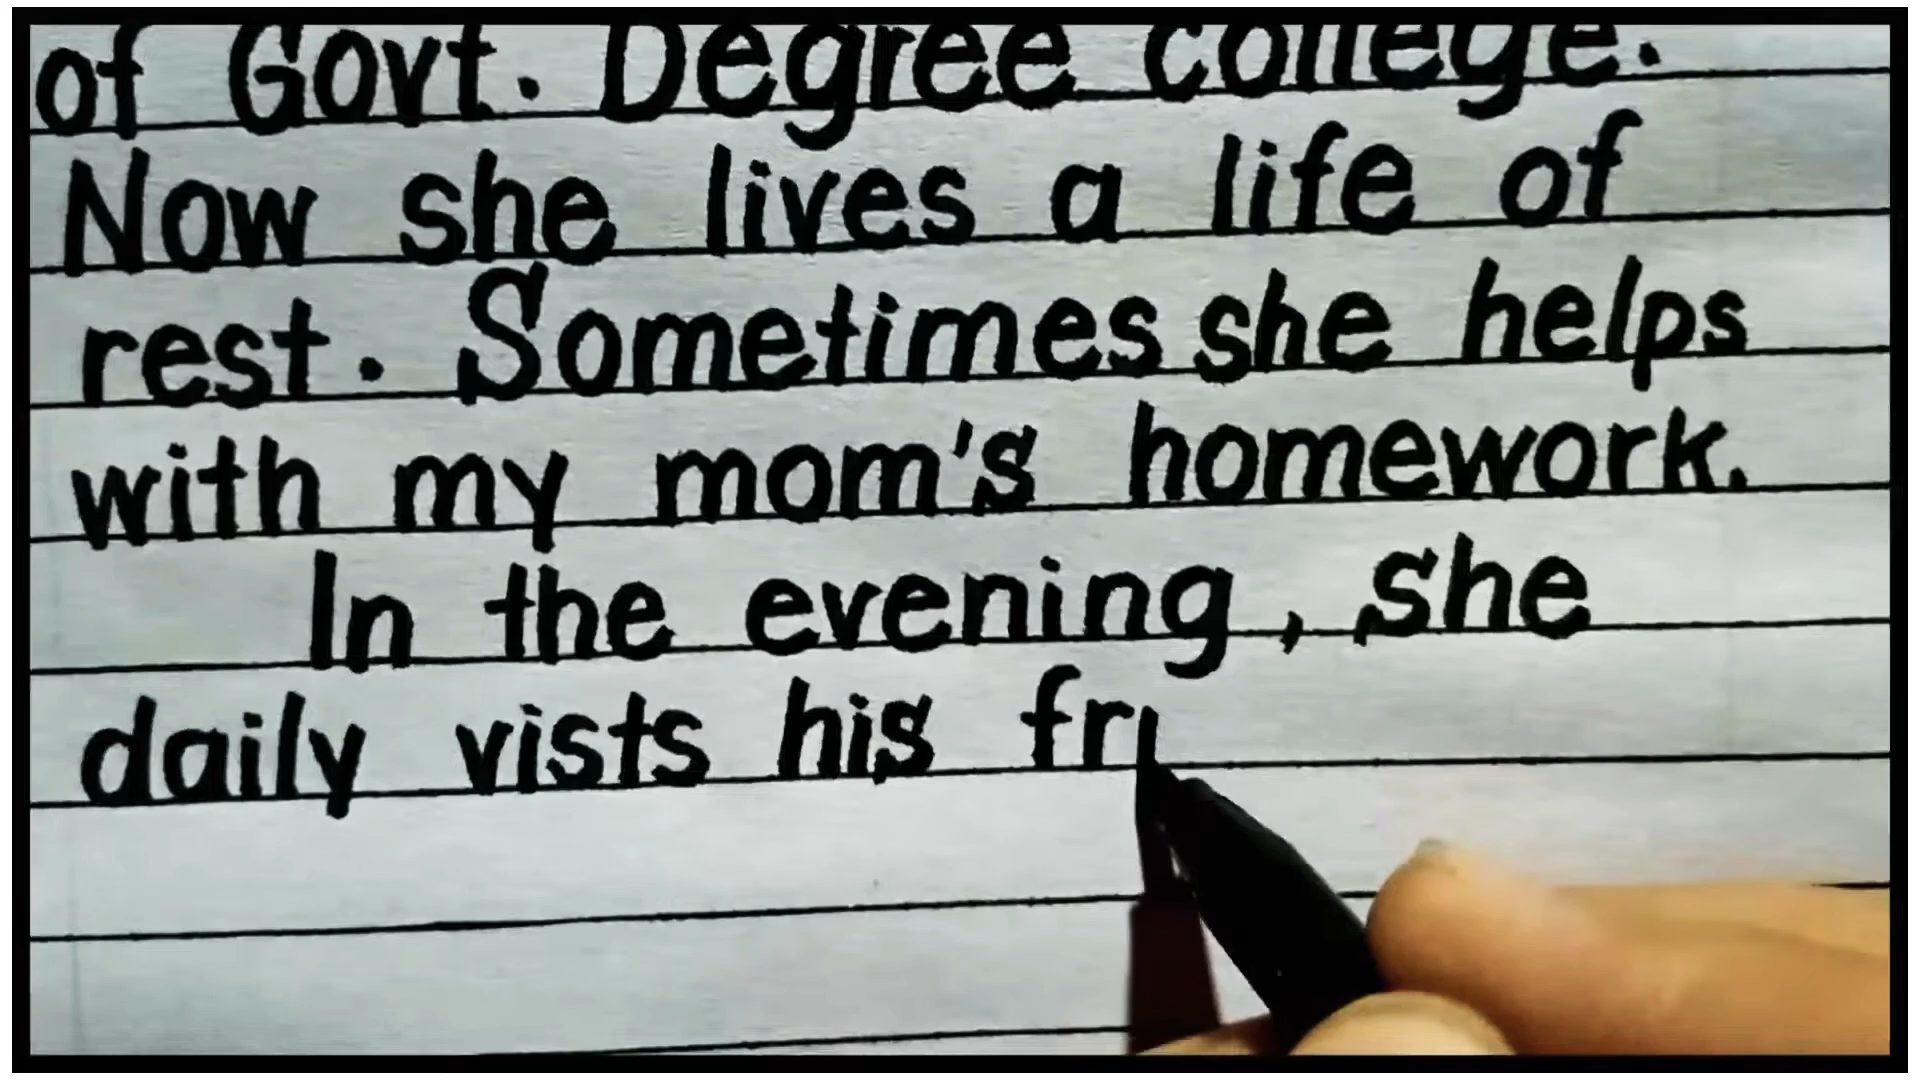 of Govt. Degree college.
Now she lives a life of
rest. Sometimes she helps
with my mom's homework.
In the evening, she
daily vists his fri